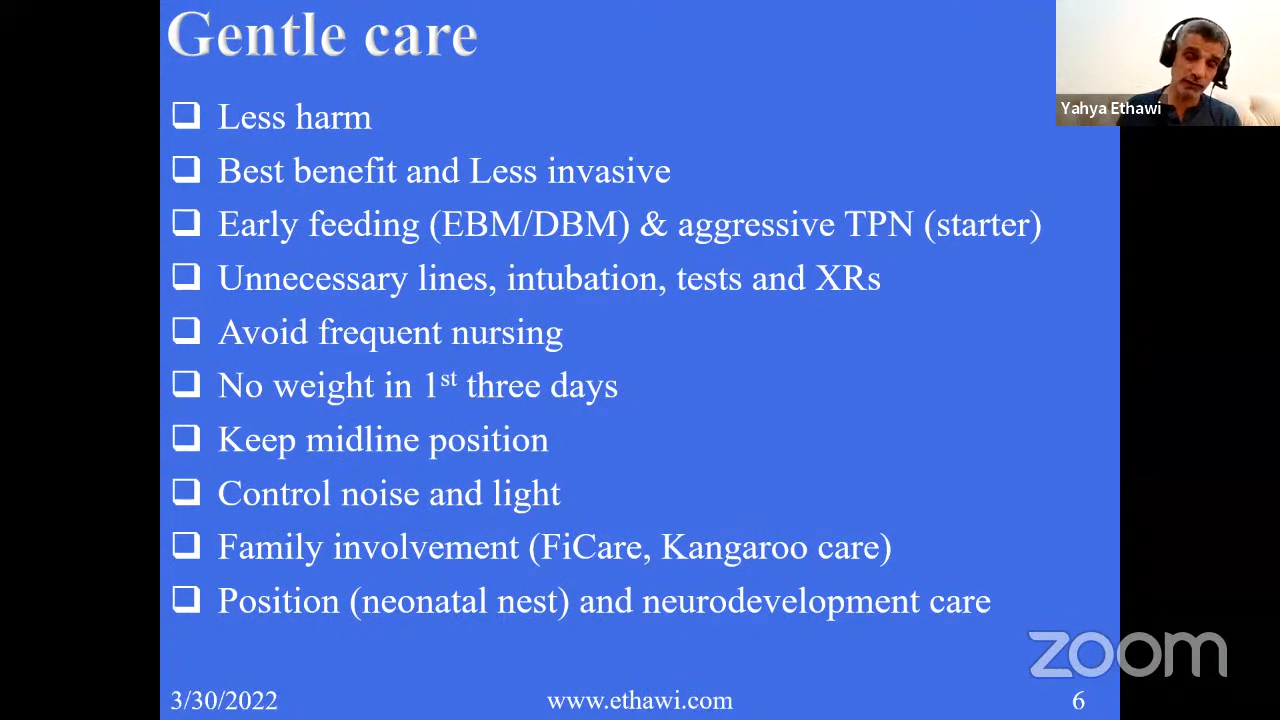 Gentle care
Yahya Ethawi
❑ Less harm
❑ Best benefit and Less invasive
❑ Early feeding (EBM/DBM) & aggressive TPN (starter)
❑ Unnecessary lines, intubation, tests and XRs
❑ Avoid frequent nursing
❑ No weight in 1st three days
❑ Keep midline position
❑ Control noise and light
❑ Family involvement (FiCare, Kangaroo care)
❑ Position (neonatal nest) and neurodevelopment care
zoom
3/30/2022 www.ethawi.com 6